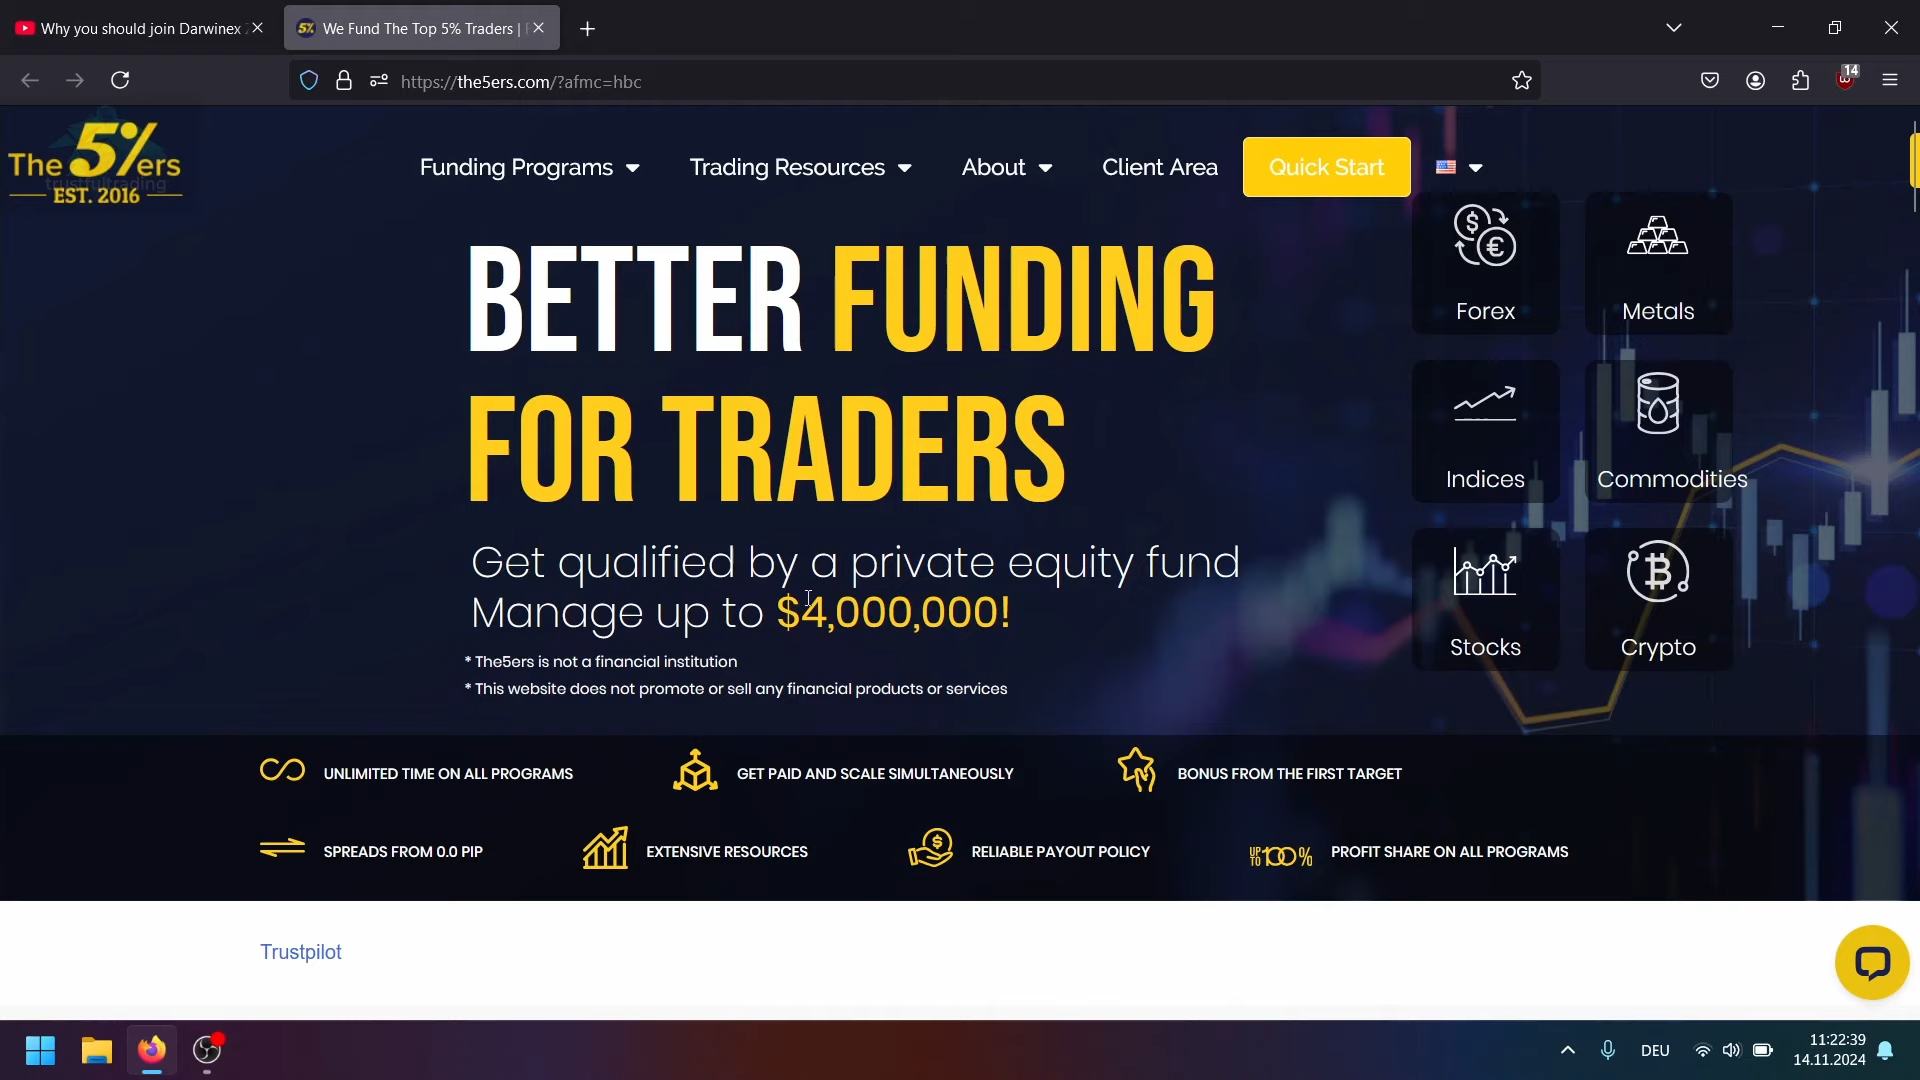 Why you should join Darwinex
We Fund The Top 5% Traders |
https://the5ers.com/?afmc=hbc
14
The 5%ers
trustfultrading
EST. 2016
Funding Programs
Trading Resources
About
Client Area
Quick Start
BETTER FUNDING
FOR TRADERS
Get qualified by a private equity fund
Manage up to $4,000,000!
* The5ers is not a financial institution
* This website does not promote or sell any financial products or services
Forex
Metals
Indices
Commodities
Stocks
Crypto
UNLIMITED TIME ON ALL PROGRAMS
GET PAID AND SCALE SIMULTANEOUSLY
BONUS FROM THE FIRST TARGET
SPREADS FROM 0.0 PIP
EXTENSIVE RESOURCES
RELIABLE PAYOUT POLICY
UP TO 100% PROFIT SHARE ON ALL PROGRAMS
Trustpilot
DEU
11:22:39
14.11.2024